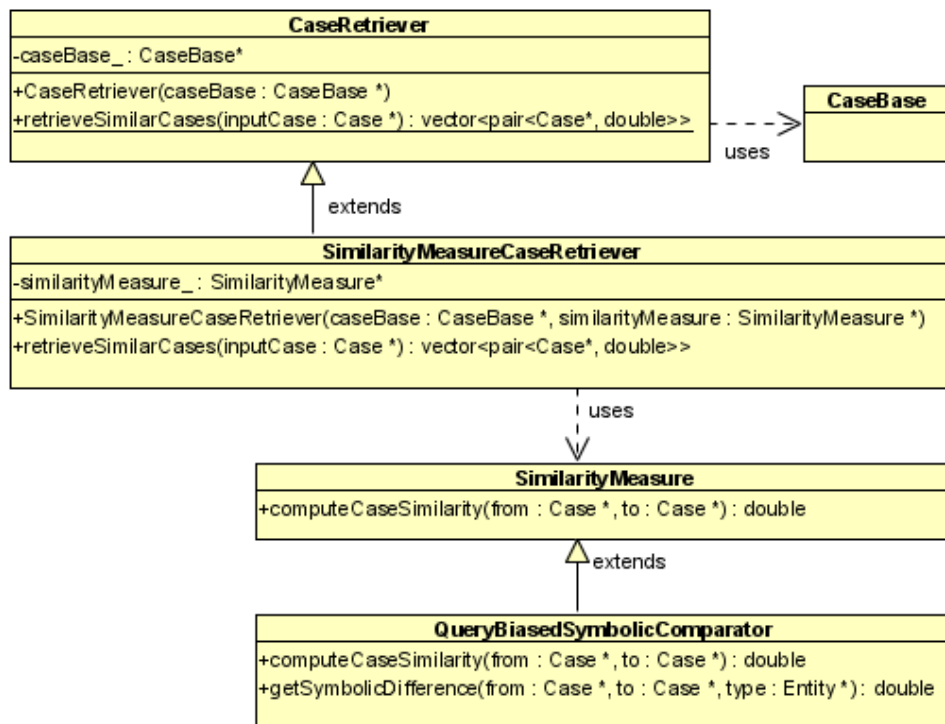 CaseRetriever
-caseBase_ : CaseBase*
+CaseRetriever(caseBase : CaseBase *)
+retrieveSimilarCases(inputCase : Case *) : vector<pair<Case*, double>>
CaseBase
uses
extends
SimilarityMeasureCaseRetriever
-similarityMeasure_ : SimilarityMeasure*
+SimilarityMeasureCaseRetriever(caseBase : CaseBase *, similarityMeasure : SimilarityMeasure *)
+retrieveSimilarCases(inputCase : Case *) : vector<pair<Case*, double>>
uses
SimilarityMeasure
+computeCaseSimilarity(from : Case *, to : Case *) : double
extends
QueryBiasedSymbolicComparator
+computeCaseSimilarity(from : Case *, to : Case *) : double
+getSymbolicDifference(from : Case *, to : Case *, type : Entity *) : double